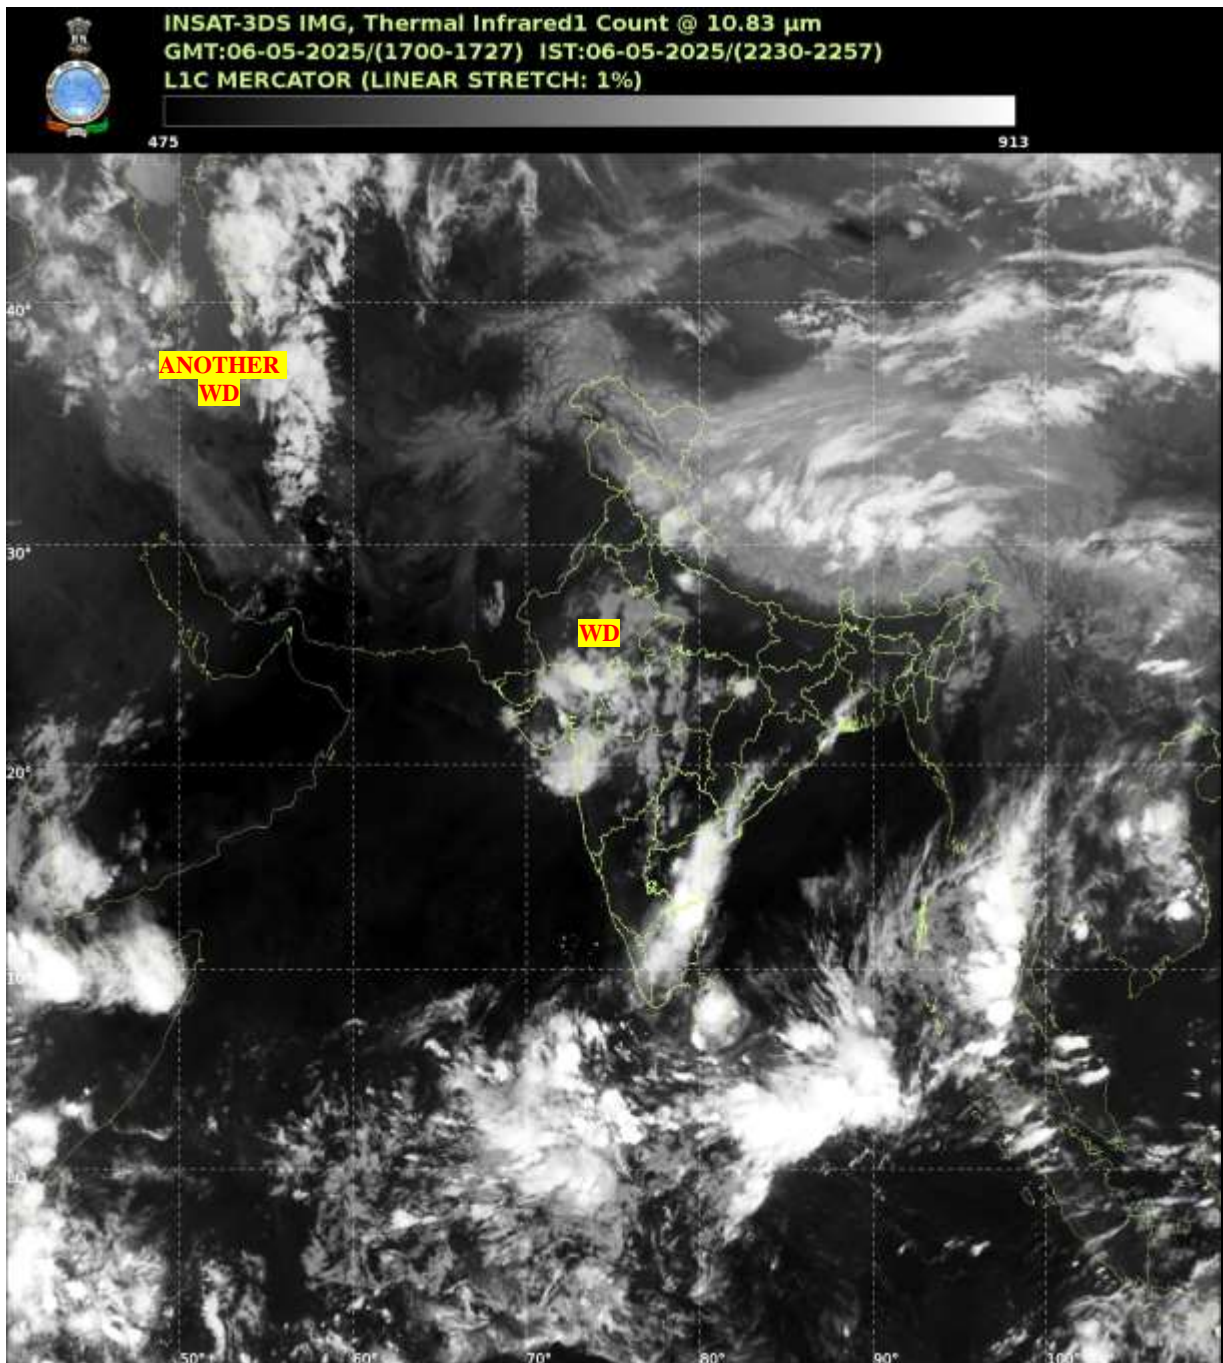 INSAT-3DS IMG, Thermal Infrared1 Count @ 10.83 μm
GMT:06-05-2025/(1700-1727) IST:06-05-2025/(2230-2257)
L1C MERCATOR (LINEAR STRETCH: 1%)
475 913
40°
ANOTHER
WD
30°
WD
20°
10°
50° 60° 70° 80° 90° 100°